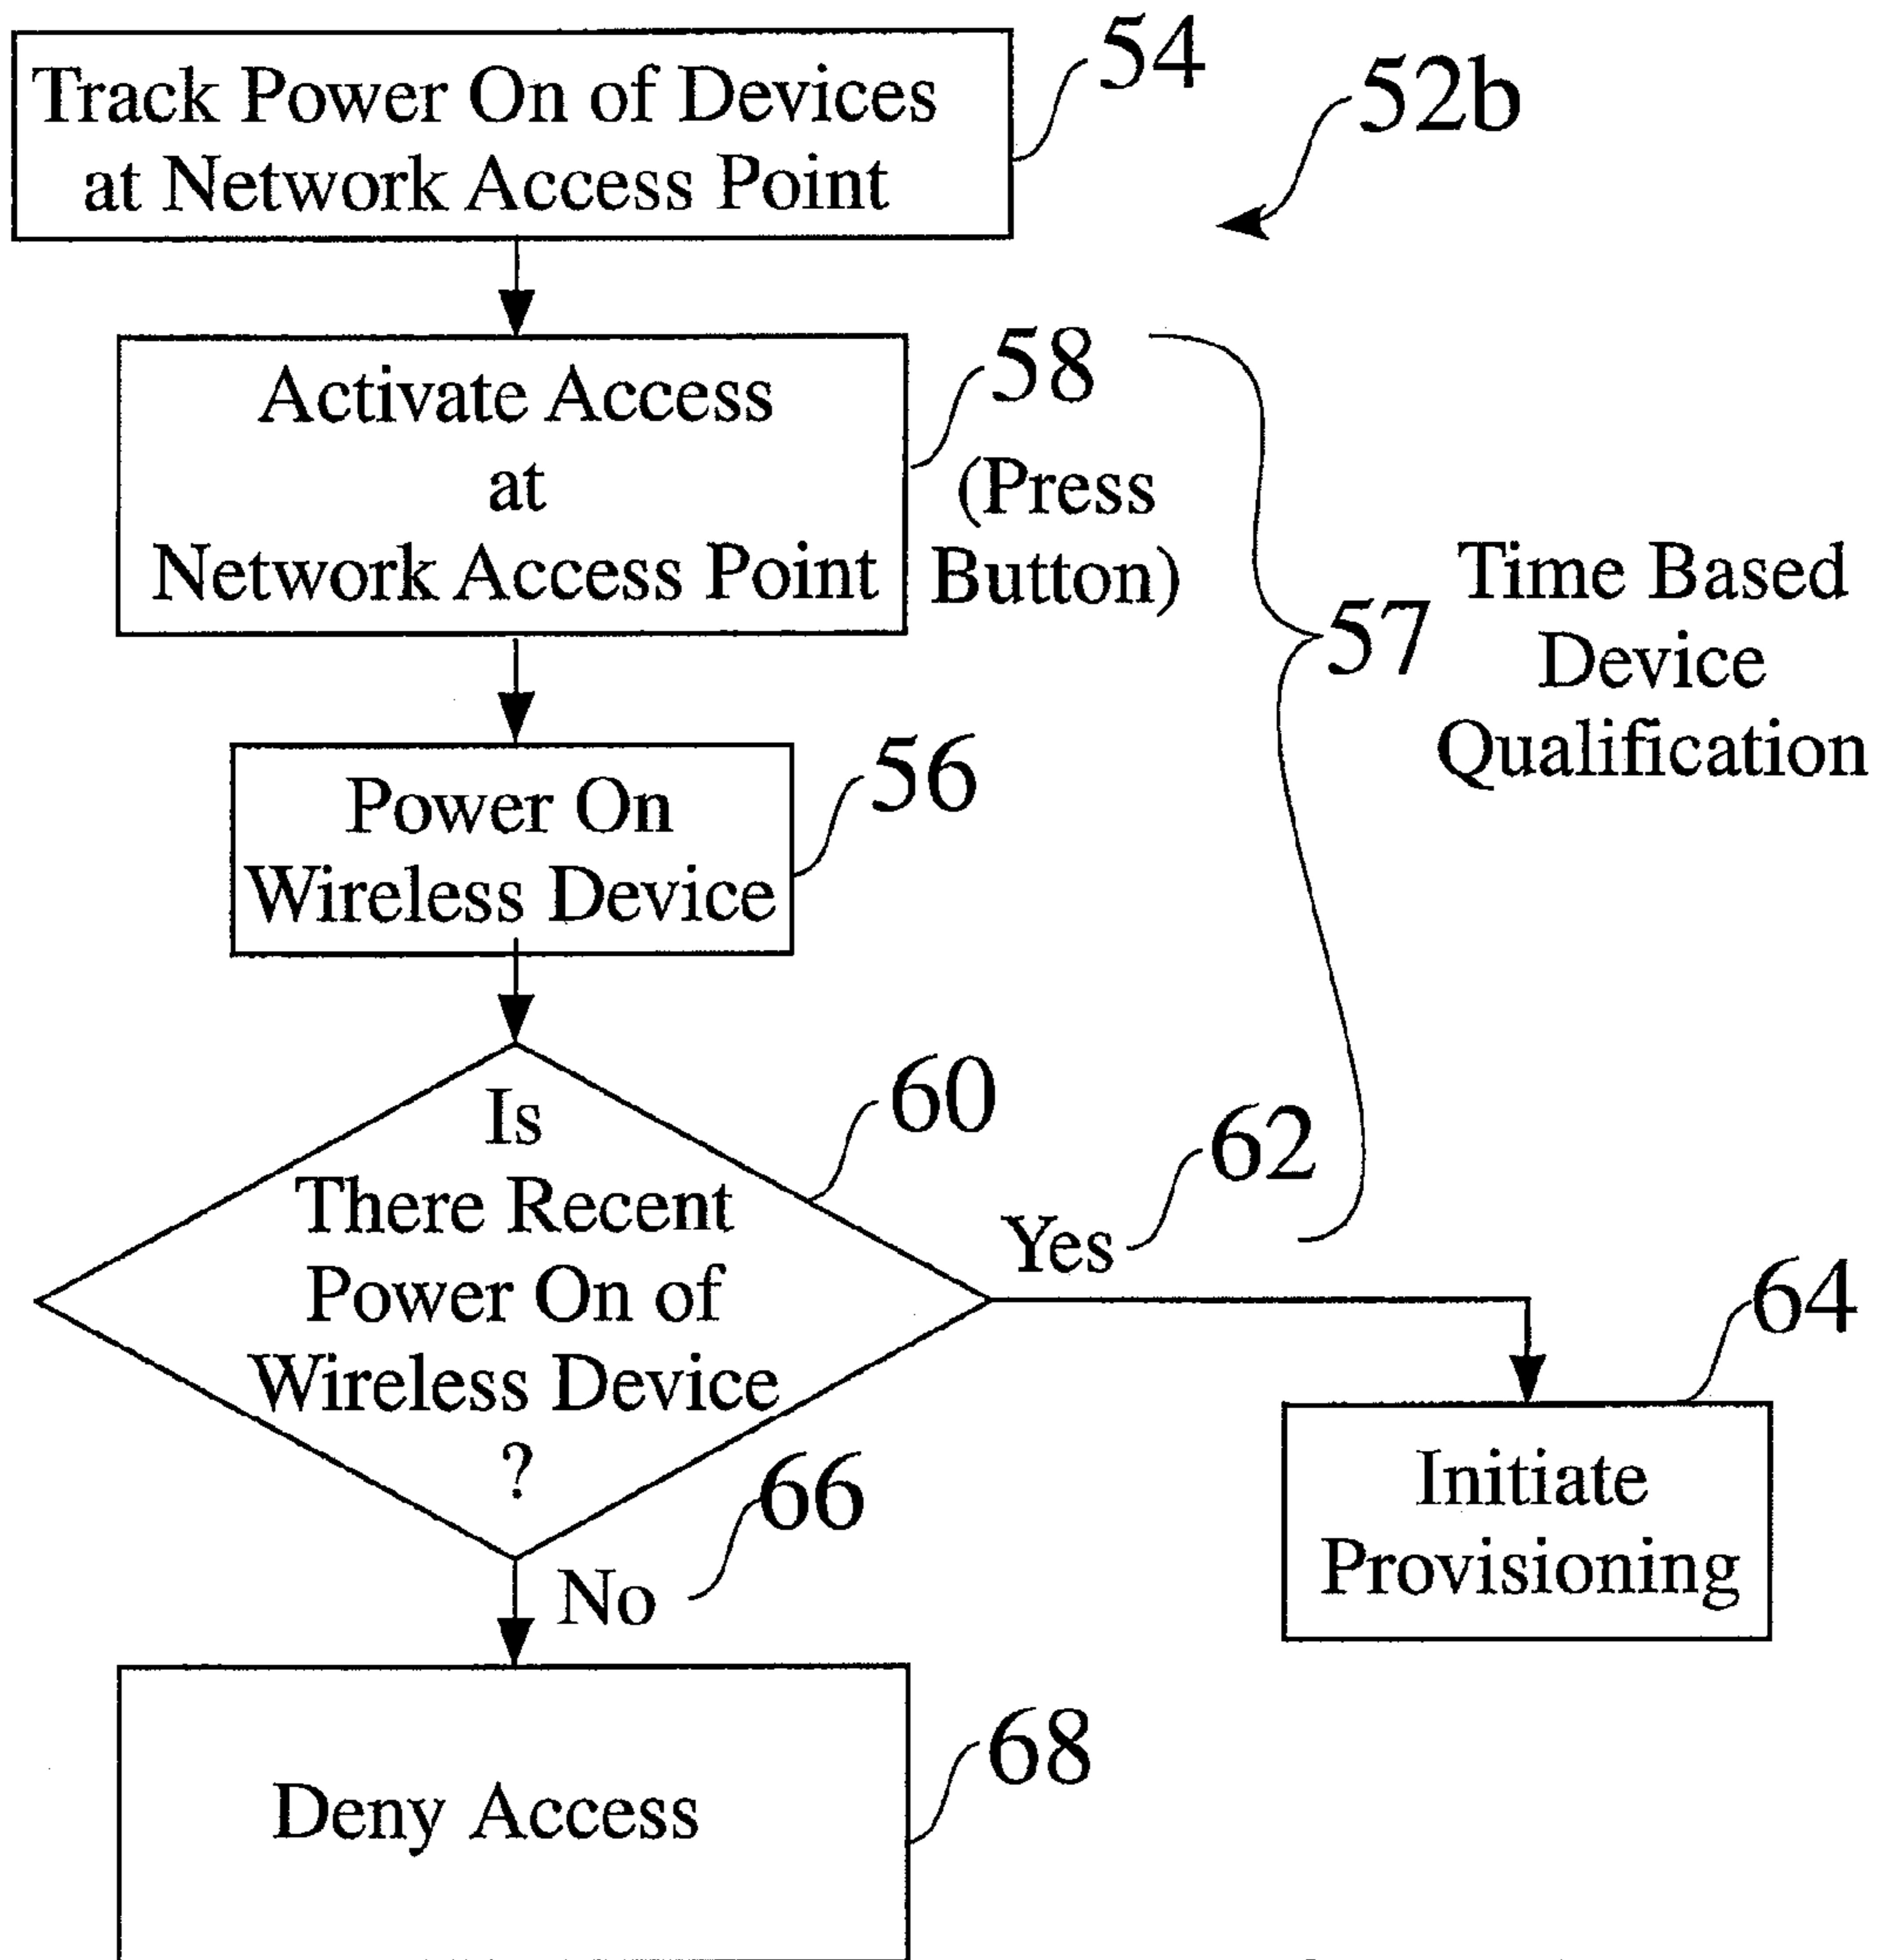 Track Power On of Devices
at Network Access Point
54
52b
Activate Access
at
Network Access Point
58
(Press
Button)
57
Time Based
Device
Qualification
Power On
Wireless Device
56
Is
There Recent
Power On of
Wireless Device
?
60
Yes
62
64
Initiate
Provisioning
No
66
Deny Access
68